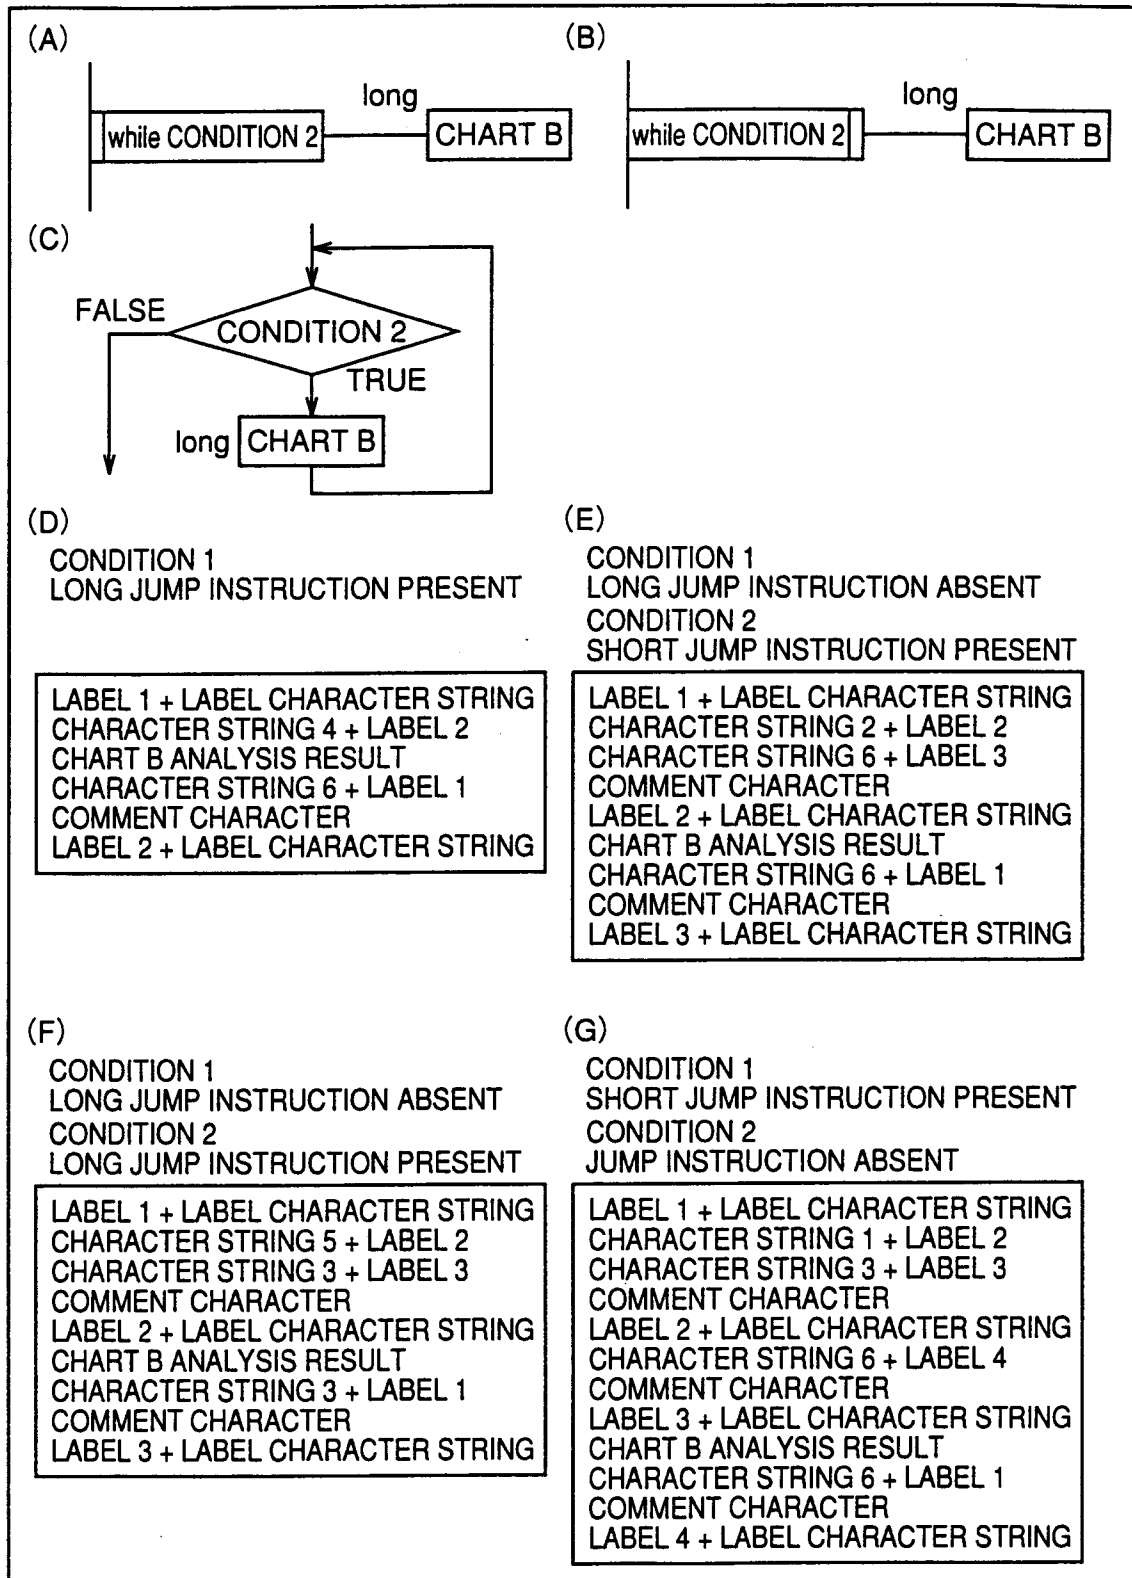 (A)
long
while CONDITION 2
CHART B
(B)
long
while CONDITION 2
CHART B
(C)
FALSE
CONDITION 2
TRUE
long
CHART B
(D)
CONDITION 1
LONG JUMP INSTRUCTION PRESENT
LABEL 1 + LABEL CHARACTER STRING
CHARACTER STRING 4 + LABEL 2
CHART B ANALYSIS RESULT
CHARACTER STRING 6 + LABEL 1
COMMENT CHARACTER
LABEL 2 + LABEL CHARACTER STRING
(E)
CONDITION 1
LONG JUMP INSTRUCTION ABSENT
CONDITION 2
SHORT JUMP INSTRUCTION PRESENT
LABEL 1 + LABEL CHARACTER STRING
CHARACTER STRING 2 + LABEL 2
CHARACTER STRING 6 + LABEL 3
COMMENT CHARACTER
LABEL 2 + LABEL CHARACTER STRING
CHART B ANALYSIS RESULT
CHARACTER STRING 6 + LABEL 1
COMMENT CHARACTER
LABEL 3 + LABEL CHARACTER STRING
(F)
CONDITION 1
LONG JUMP INSTRUCTION ABSENT
CONDITION 2
LONG JUMP INSTRUCTION PRESENT
LABEL 1 + LABEL CHARACTER STRING
CHARACTER STRING 5 + LABEL 2
CHARACTER STRING 3 + LABEL 3
COMMENT CHARACTER
LABEL 2 + LABEL CHARACTER STRING
CHART B ANALYSIS RESULT
CHARACTER STRING 3 + LABEL 1
COMMENT CHARACTER
LABEL 3 + LABEL CHARACTER STRING
(G)
CONDITION 1
SHORT JUMP INSTRUCTION PRESENT
CONDITION 2
JUMP INSTRUCTION ABSENT
LABEL 1 + LABEL CHARACTER STRING
CHARACTER STRING 1 + LABEL 2
CHARACTER STRING 3 + LABEL 3
COMMENT CHARACTER
LABEL 2 + LABEL CHARACTER STRING
CHARACTER STRING 6 + LABEL 4
COMMENT CHARACTER
LABEL 3 + LABEL CHARACTER STRING
CHART B ANALYSIS RESULT
CHARACTER STRING 6 + LABEL 1
COMMENT CHARACTER
LABEL 4 + LABEL CHARACTER STRING